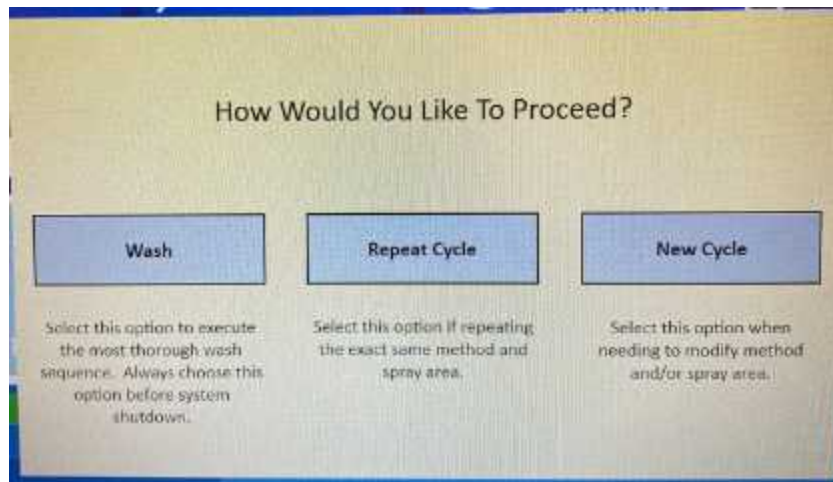 How Would You Like To Proceed?
Wash
Repeat Cycle
New Cycle
Select this option to execute
the most thorough wash
sequence. Always choose this
option before system
shutdown.
Select this option if repeating
the exact same method and
spray area.
Select this option when
needing to modify method
and/or spray area.